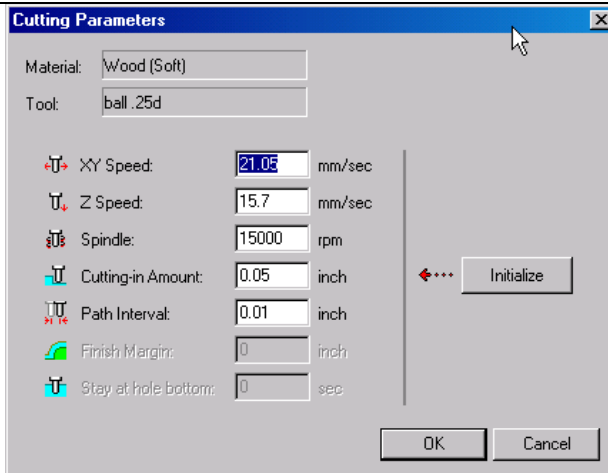 Cutting Parameters
Material: Wood (Soft)
Tool: ball .25d
XY Speed: 21.05 mm/sec
Z Speed: 15.7 mm/sec
Spindle: 15000 rpm
Cutting-in Amount: 0.05 inch
Initialize
Path Interval: 0.01 inch
Finish Margin: 0 inch
Stay at hole bottom: 0 sec
OK Cancel